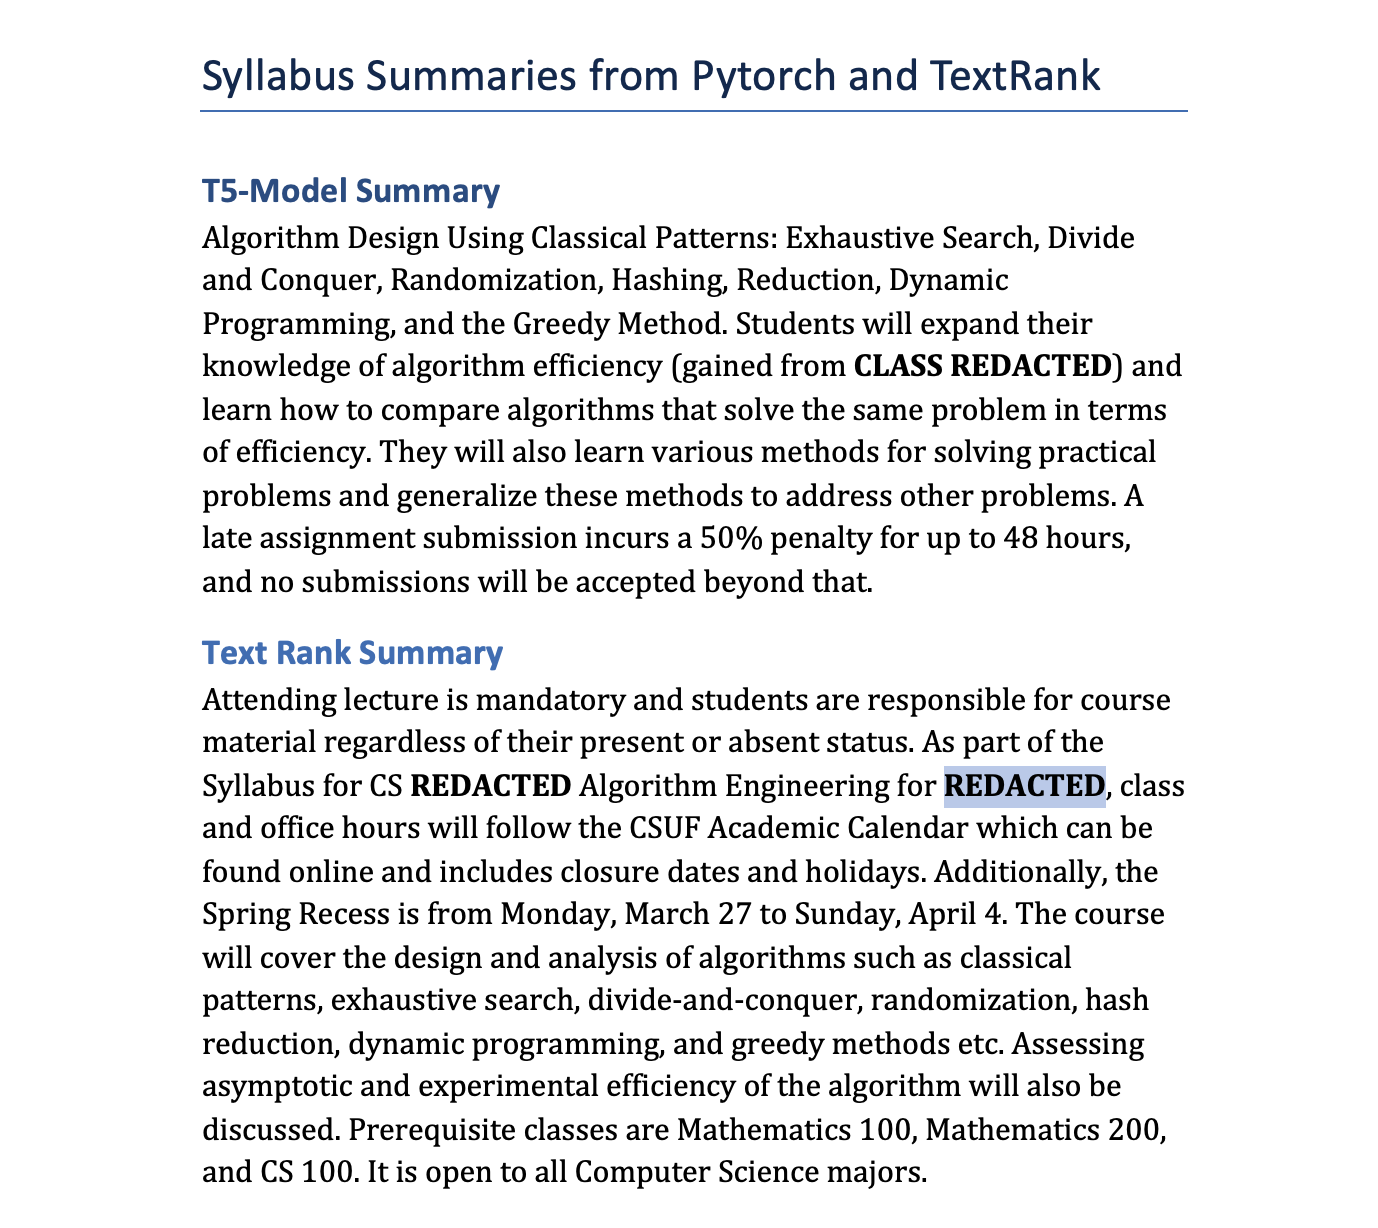 Syllabus Summaries from Pytorch and TextRank
T5-Model Summary
Algorithm Design Using Classical Patterns: Exhaustive Search, Divide
and Conquer, Randomization, Hashing, Reduction, Dynamic
Programming, and the Greedy Method. Students will expand their
knowledge of algorithm efficiency (gained from CLASS REDACTED) and
learn how to compare algorithms that solve the same problem in terms
of efficiency. They will also learn various methods for solving practical
problems and generalize these methods to address other problems. A
late assignment submission incurs a 50% penalty for up to 48 hours,
and no submissions will be accepted beyond that.
Text Rank Summary
Attending lecture is mandatory and students are responsible for course
material regardless of their present or absent status. As part of the
Syllabus for CS REDACTED Algorithm Engineering for REDACTED, class
and office hours will follow the CSUF Academic Calendar which can be
found online and includes closure dates and holidays. Additionally, the
Spring Recess is from Monday, March 27 to Sunday, April 4. The course
will cover the design and analysis of algorithms such as classical
patterns, exhaustive search, divide-and-conquer, randomization, hash
reduction, dynamic programming, and greedy methods etc. Assessing
asymptotic and experimental efficiency of the algorithm will also be
discussed. Prerequisite classes are Mathematics 100, Mathematics 200,
and CS 100. It is open to all Computer Science majors.